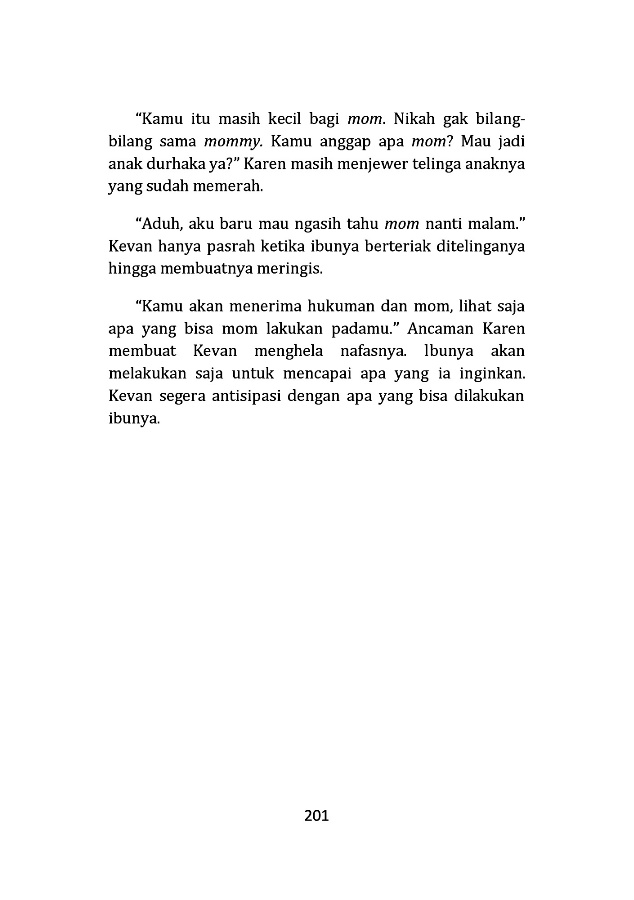 “Kamu itu masih kecil bagi mom. Nikah gak bilang-
bilang sama mommy. Kamu anggap apa mom? Mau jadi
anak durhaka ya?” Karen masih menjewer telinga anaknya
yang sudah memerah.
“Aduh, aku baru mau ngasih tahu mom nanti malam.”
Kevan hanya pasrah ketika ibunya berteriak ditelinganya
hingga membuatnya meringis.
“Kamu akan menerima hukuman dan mom, lihat saja
apa yang bisa mom lakukan padamu.” Ancaman Karen
membuat Kevan menghela nafasnya. Ibunya akan
melakukan saja untuk mencapai apa yang ia inginkan.
Kevan segera antisipasi dengan apa yang bisa dilakukan
ibunya.
201